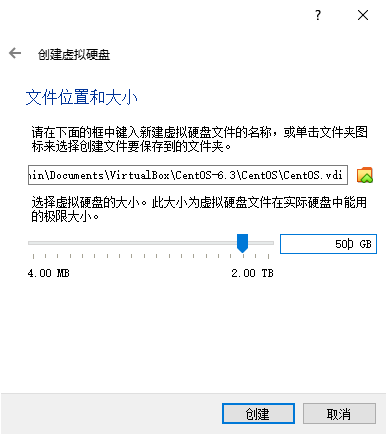 ?
创建虚拟硬盘
文件位置和大小
请在下面的框中键入新建虚拟硬盘文件的名称，或单击文件夹图
标来选择创建文件要保存到的文件夹。
in\Documents\VirtualBox\CentOS-6.3\CentOS\CentOS.vdi
选择虚拟硬盘的大小。此大小为虚拟硬盘文件在实际硬盘中能用
的极限大小。
500 GB
4.00 MB 2.00 TB
创建 取消